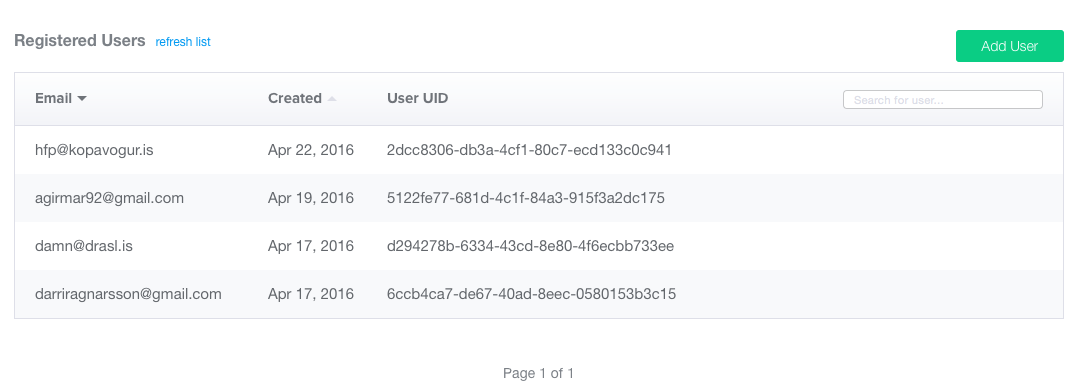 Registered Users refresh list
Add User
Email Created User UID Search for user...
hfp@kopavogur.is Apr 22, 2016 2dcc8306-db3a-4cf1-80c7-ecd133c0c941
agirmar92@gmail.com Apr 19, 2016 5122fe77-681d-4c1f-84a3-915f3a2dc175
damn@drasl.is Apr 17, 2016 d294278b-6334-43cd-8e80-4f6ecbb733ee
darriragnarsson@gmail.com Apr 17, 2016 6ccb4ca7-de67-40ad-8eec-0580153b3c15
Page 1 of 1